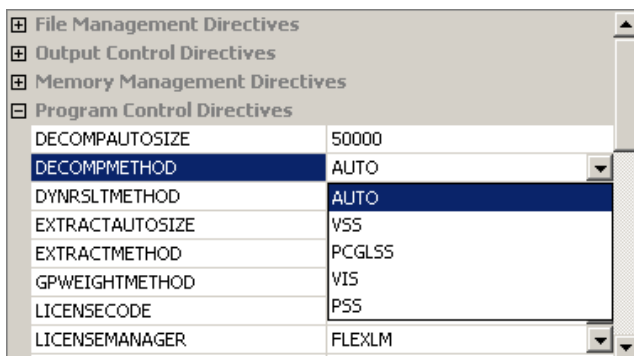 File Management Directives
Output Control Directives
Memory Management Directives
Program Control Directives
DECOMPAUTOSIZE 50000
DECOMPMETHOD AUTO
DYNRSLTMETHOD AUTO
EXTRACTAUTOSIZE VSS
EXTRACTMETHOD PCGLSS
GPWEIGHTMETHOD VIS
LICENSECODE PSS
LICENSEMANAGER FLEXLM